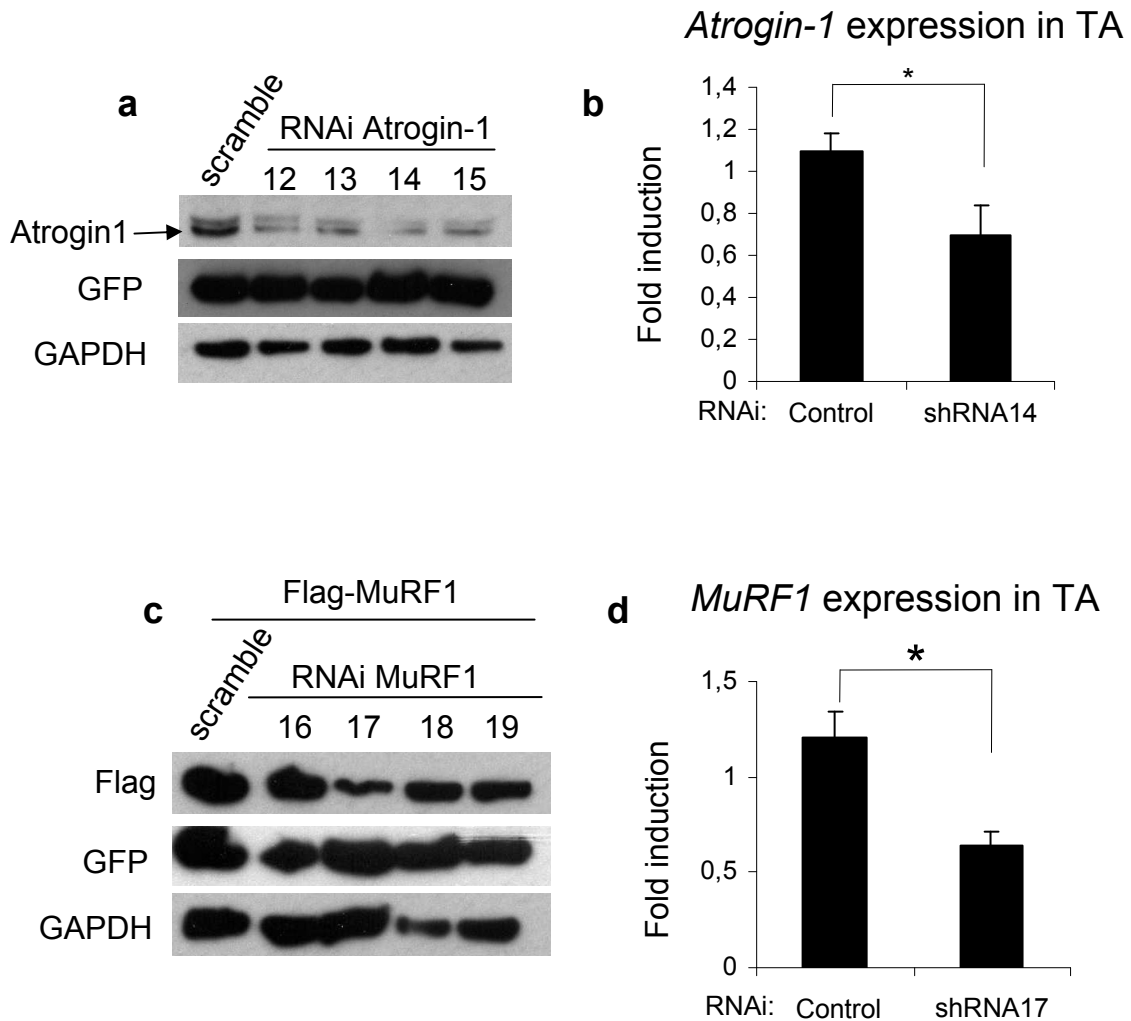 a
scramble
RNAi Atrogin-1
12 13 14 15
Atrogin1
GFP
GAPDH
b
Atrogin-1 expression in TA
Fold induction
1,4
1,2
1
0,8
0,6
0,4
0,2
0
*
RNAi: Control shRNA14
c
Flag-MuRF1
scramble
RNAi MuRF1
16 17 18 19
Flag
GFP
GAPDH
d
MuRF1 expression in TA
Fold induction
1,5
1
0,5
0
*
RNAi: Control shRNA17